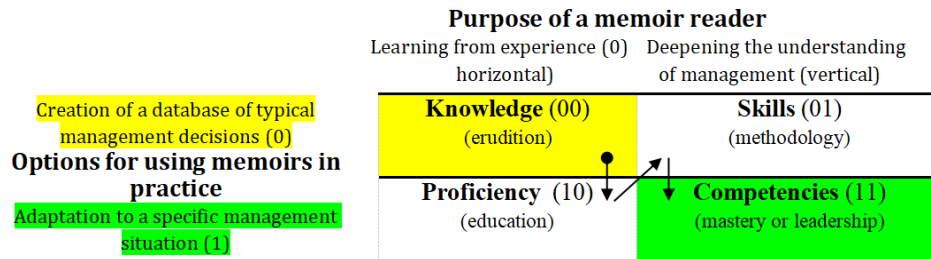 Purpose of a memoir reader
Learning from experience (0) horizontal)
Deepening the understanding of management (vertical)
Creation of a database of typical management decisions (0)
Options for using memoirs in practice
Adaptation to a specific management situation (1)
Knowledge (00)
(erudition)
Skills (01)
(methodology)
Proficiency (10)
(education)
Competencies (11)
(mastery or leadership)